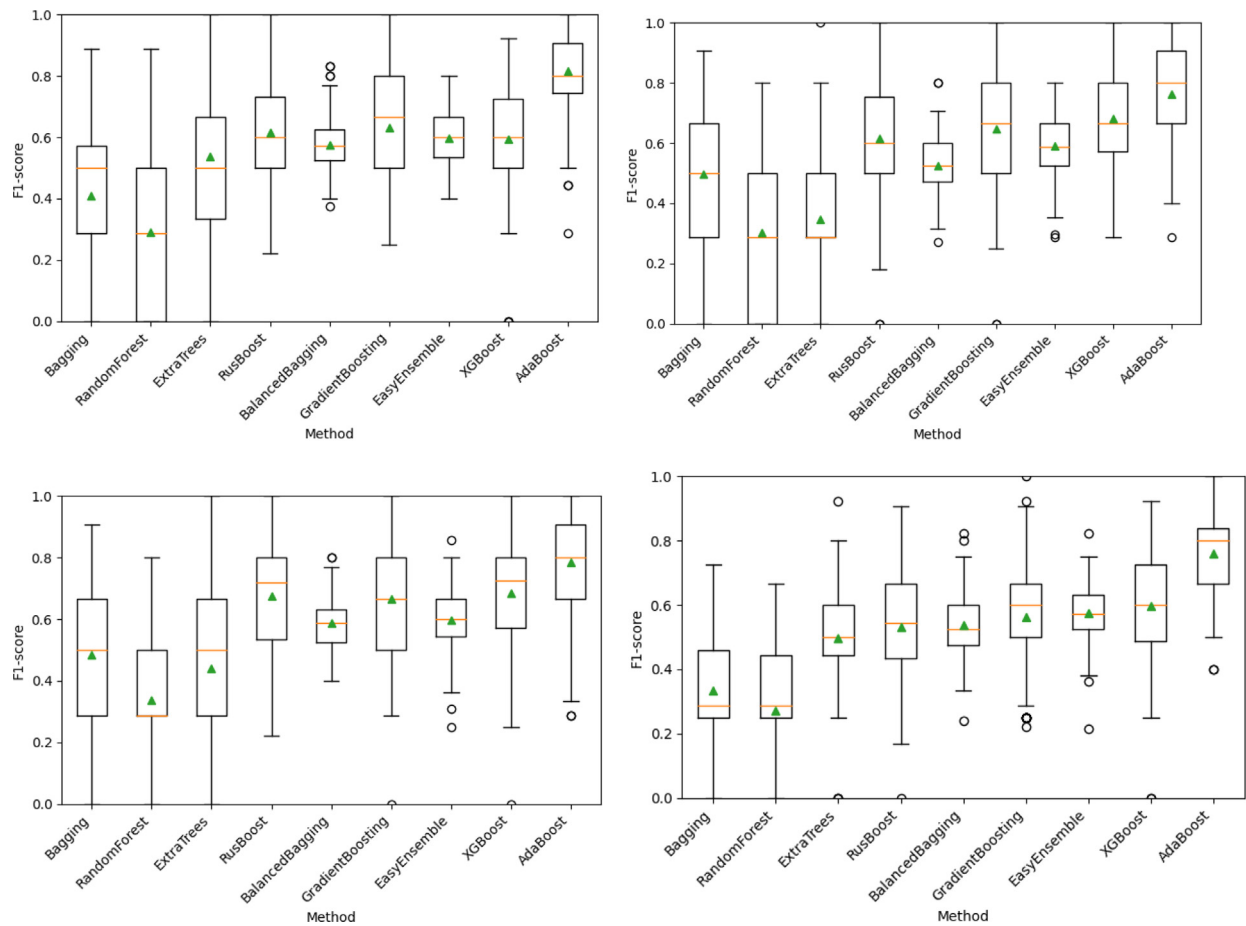 1.0
0.8
0.6
0.4
0.2
0.0
F1-score
Bagging
RandomForest
ExtraTrees
RusBoost
BalancedBagging
GradientBoosting
EasyEnsemble
XGBoost
AdaBoost
Method
1.0
0.8
0.6
0.4
0.2
0.0
F1-score
Bagging
RandomForest
ExtraTrees
RusBoost
BalancedBagging
GradientBoosting
EasyEnsemble
XGBoost
AdaBoost
Method
1.0
0.8
0.6
0.4
0.2
0.0
F1-score
Bagging
RandomForest
ExtraTrees
RusBoost
BalancedBagging
GradientBoosting
EasyEnsemble
XGBoost
AdaBoost
Method
1.0
0.8
0.6
0.4
0.2
0.0
F1-score
Bagging
RandomForest
ExtraTrees
RusBoost
BalancedBagging
GradientBoosting
EasyEnsemble
XGBoost
AdaBoost
Method